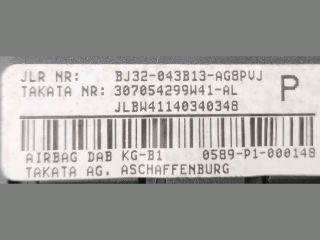 JLR NR: BJ32-043B13-AG8PVJ
TAKATA NR: 307054299W41-AL
P
JLBW41140340348
AIRBAG DAB KG-B1 0589-P1-000148
TAKATA AG, ASCHAFFENBURG